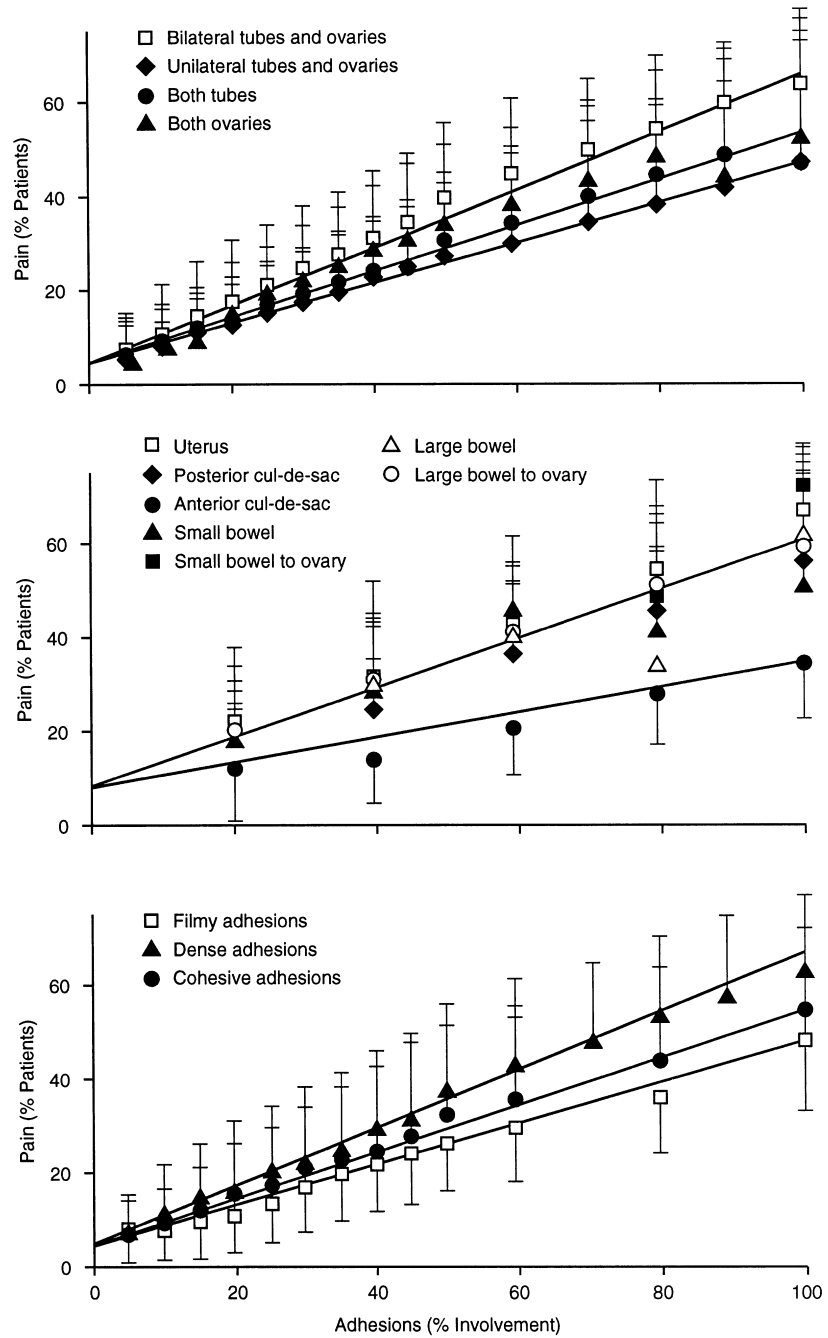 Bilateral tubes and ovaries
Unilateral tubes and ovaries
Both tubes
Both ovaries
60
40
20
0
Pain (% Patients)
Uterus
Posterior cul-de-sac
Anterior cul-de-sac
Small bowel
Small bowel to ovary
Large bowel
Large bowel to ovary
60
40
20
0
Pain (% Patients)
Filmy adhesions
Dense adhesions
Cohesive adhesions
60
40
20
0
Pain (% Patients)
0 20 40 60 80 100
Adhesions (% Involvement)